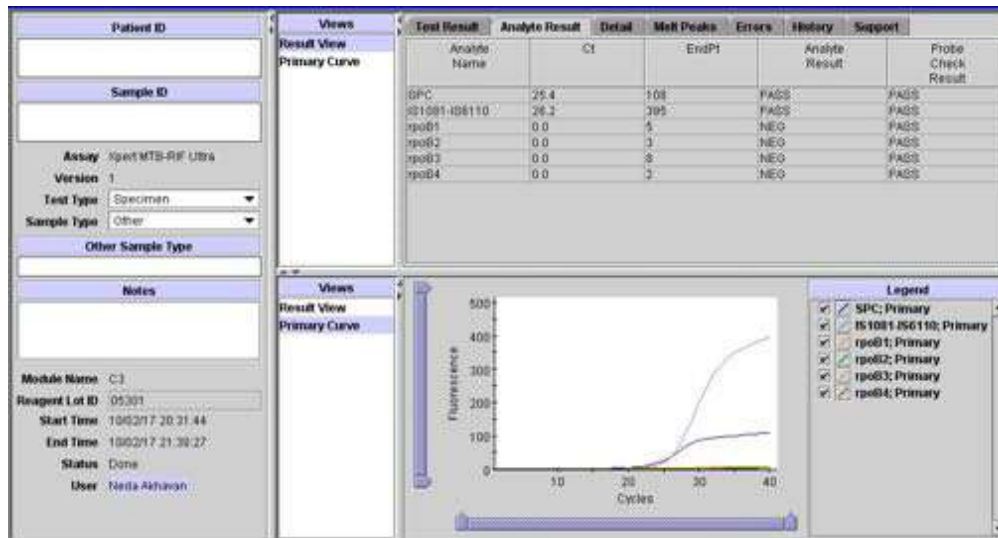 Patient ID
Sample ID
Assay Xpert MTB-RIF Ultra
Version 1
Test Type Specimen
Sample Type Other
Other Sample Type
Notes
Module Name C3
Reagent Lot ID 05301
Start Time 10/02/17 20:31:44
End Time 10/02/17 21:38:27
Status Done
User Neda Akhavan
Views
Result View
Primary Curve
Test Result Analyte Result Detail Melt Peaks Errors History Support
Analyte Name Ct EndPt Analyte Result Probe Check Result
SPC 25.4 108 PASS PASS
IS1081-IS6110 26.2 395 PASS PASS
rpoB1 0.0 5 NEG PASS
rpoB2 0.0 3 NEG PASS
rpoB3 0.0 8 NEG PASS
rpoB4 0.0 3 NEG PASS
Views
Result View
Primary Curve
500
400
300
200
100
0
Fluorescence
10 20 30 40
Cycles
Legend
SPC; Primary
IS1081-IS6110; Primary
rpoB1; Primary
rpoB2; Primary
rpoB3; Primary
rpoB4; Primary